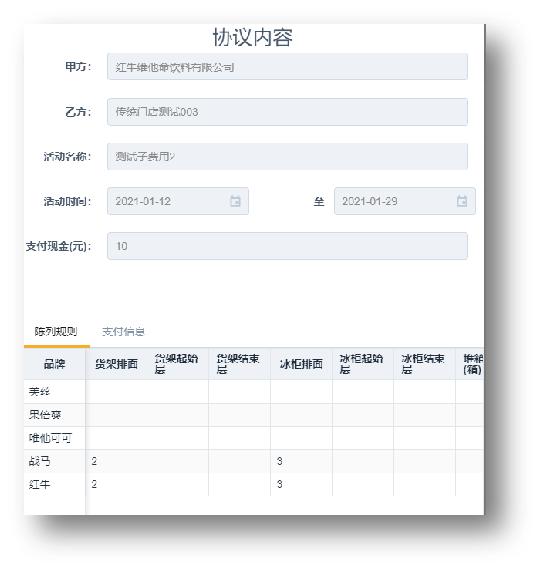 协议内容
甲方: 红牛维他命饮料有限公司
乙方: 传统门店测试003
活动名称: 测试子费用2
活动时间: 2021-01-12 至 2021-01-29
支付现金(元): 10
陈列规则 支付信息
品牌 货架排面 货架起始层 货架结束层 冰柜排面 冰柜起始层 冰柜结束层 堆箱(箱)
芙丝
果倍爽
唯他可可
战马 2 3
红牛 2 3